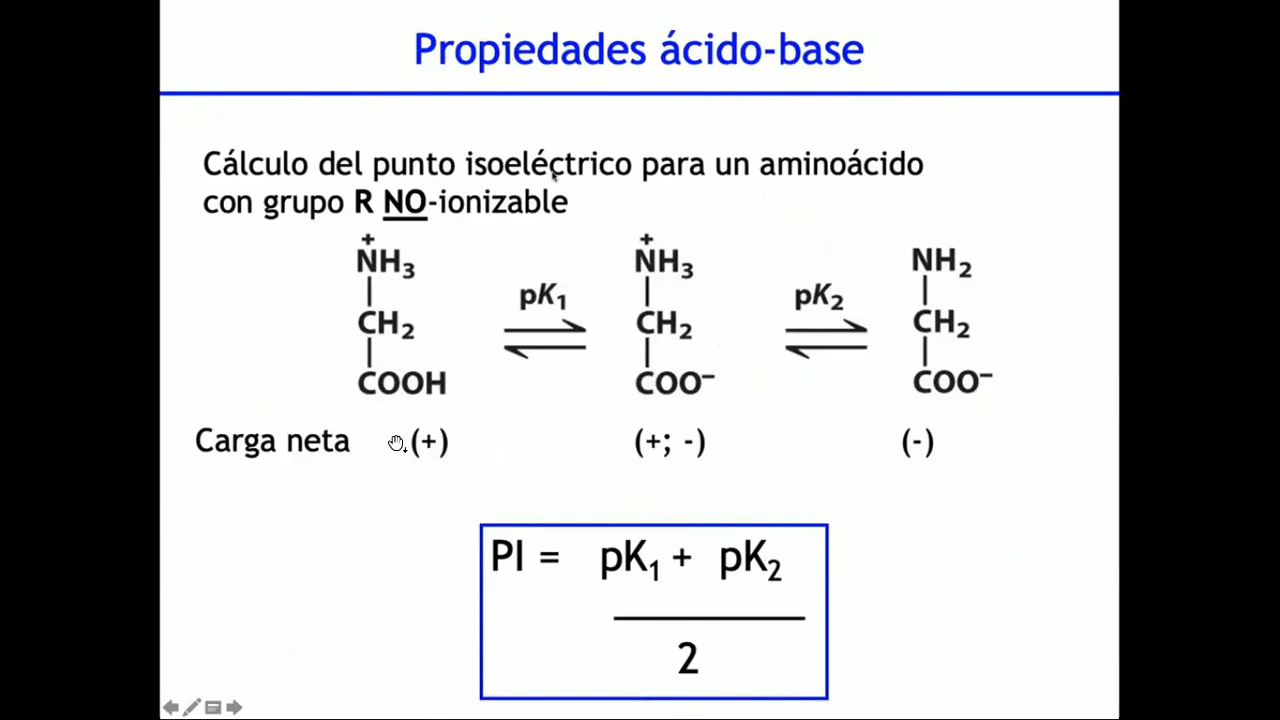 Propiedades ácido-base
Cálculo del punto isoeléctrico para un aminoácido
con grupo R NO-ionizable
+ + 
NH₃ NH₃ NH₂
pK₁ pK₂
CH₂ CH₂ CH₂
COOH COO⁻ COO⁻
Carga neta (+) (+; -) (-)
PI = pK₁ + pK₂
2